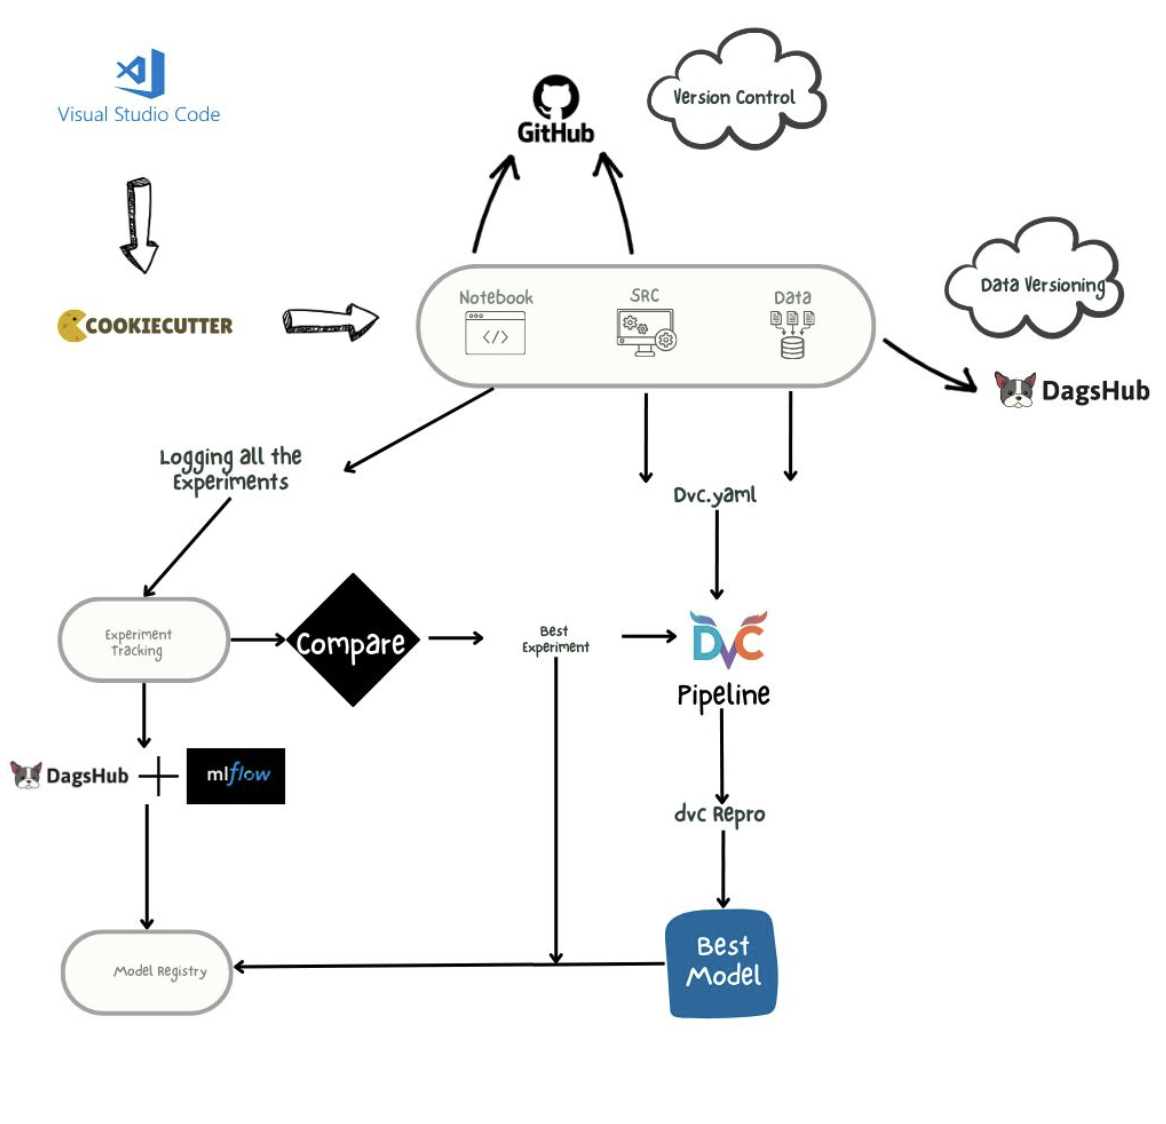 Visual Studio Code
GitHub
Version Control
COOKIECUTTER
Notebook
</>
SRC
Data
Data Versioning
DagsHub
Logging all the
Experiments
Dvc.yaml
Experiment
Tracking
Compare
Best
Experiment
DVC
Pipeline
DagsHub
mlflow
dvc Repro
Model Registry
Best
Model